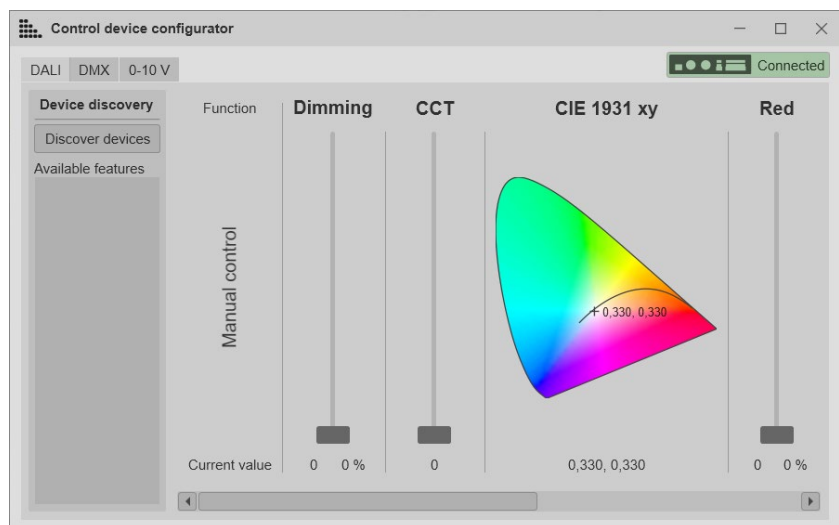 Control device configurator
DALI DMX 0-10 V
Connected
Device discovery
Discover devices
Available features
Function
Dimming
CCT
CIE 1931 xy
Red
Manual control
0,330, 0,330
Current value
0 0 %
0
0,330, 0,330
0 0 %